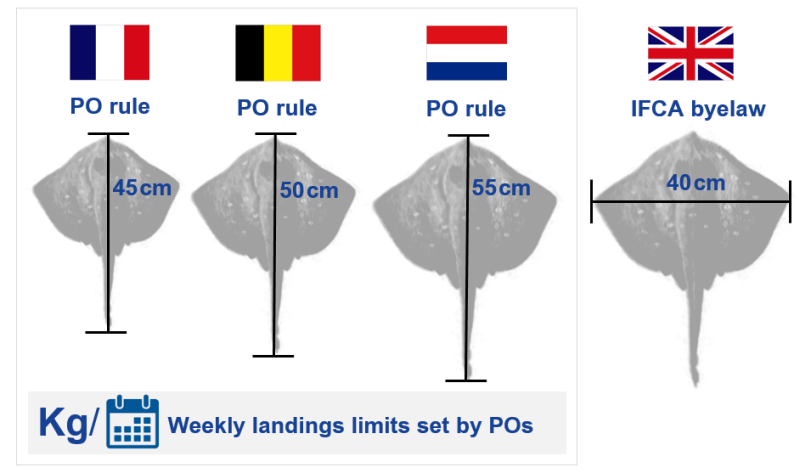 PO rule
PO rule
PO rule
IFCA byelaw
45cm
50cm
55cm
40cm
Kg/
Weekly landings limits set by POs